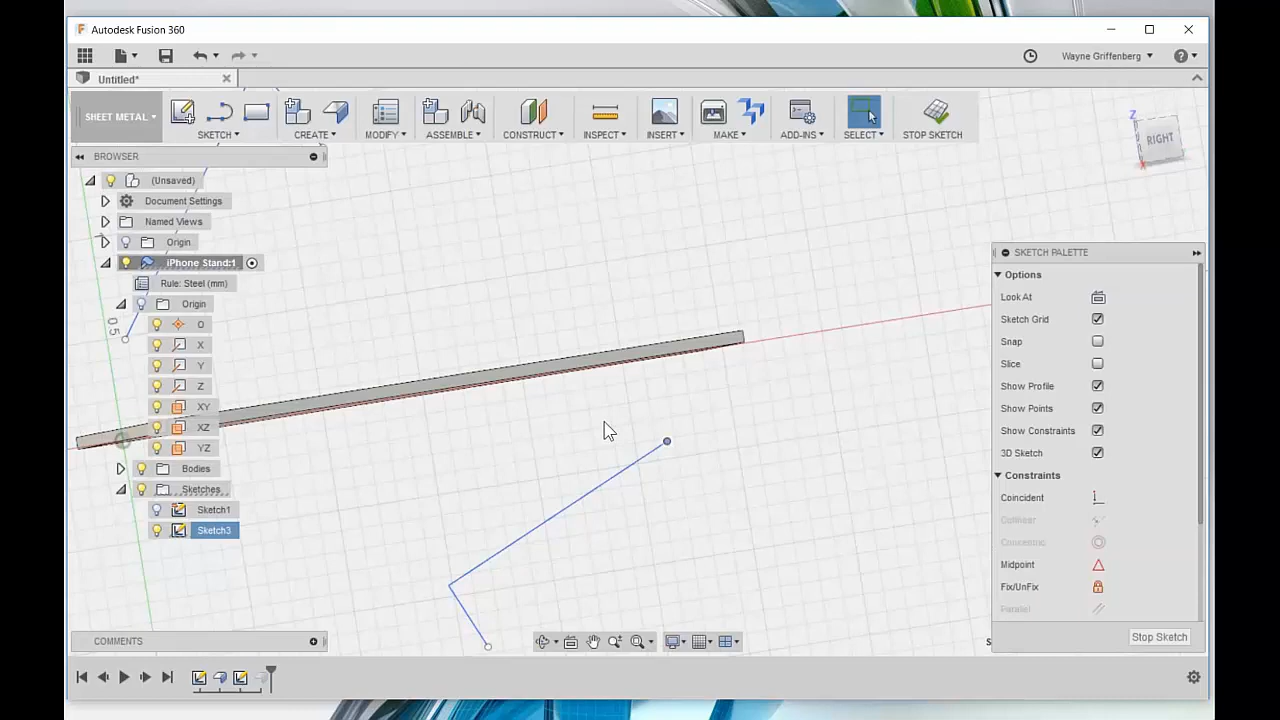 Autodesk Fusion 360
Wayne Griffenberg
Untitled*
SHEET METAL
SKETCH
CREATE
MODIFY
ASSEMBLE
CONSTRUCT
INSPECT
INSERT
MAKE
ADD-INS
SELECT
STOP SKETCH
Z
RIGHT
X
BROWSER
(Unsaved)
Document Settings
Named Views
Origin
iPhone Stand:1
Rule: Steel (mm)
Origin
O
X
Y
Z
XY
XZ
YZ
Bodies
Sketches
Sketch1
Sketch3
0.5
SKETCH PALETTE
Options
Look At
Sketch Grid
Snap
Slice
Show Profile
Show Points
Show Constraints
3D Sketch
Constraints
Coincident
Collinear
Concentric
Midpoint
Fix/UnFix
Parallel
Stop Sketch
COMMENTS